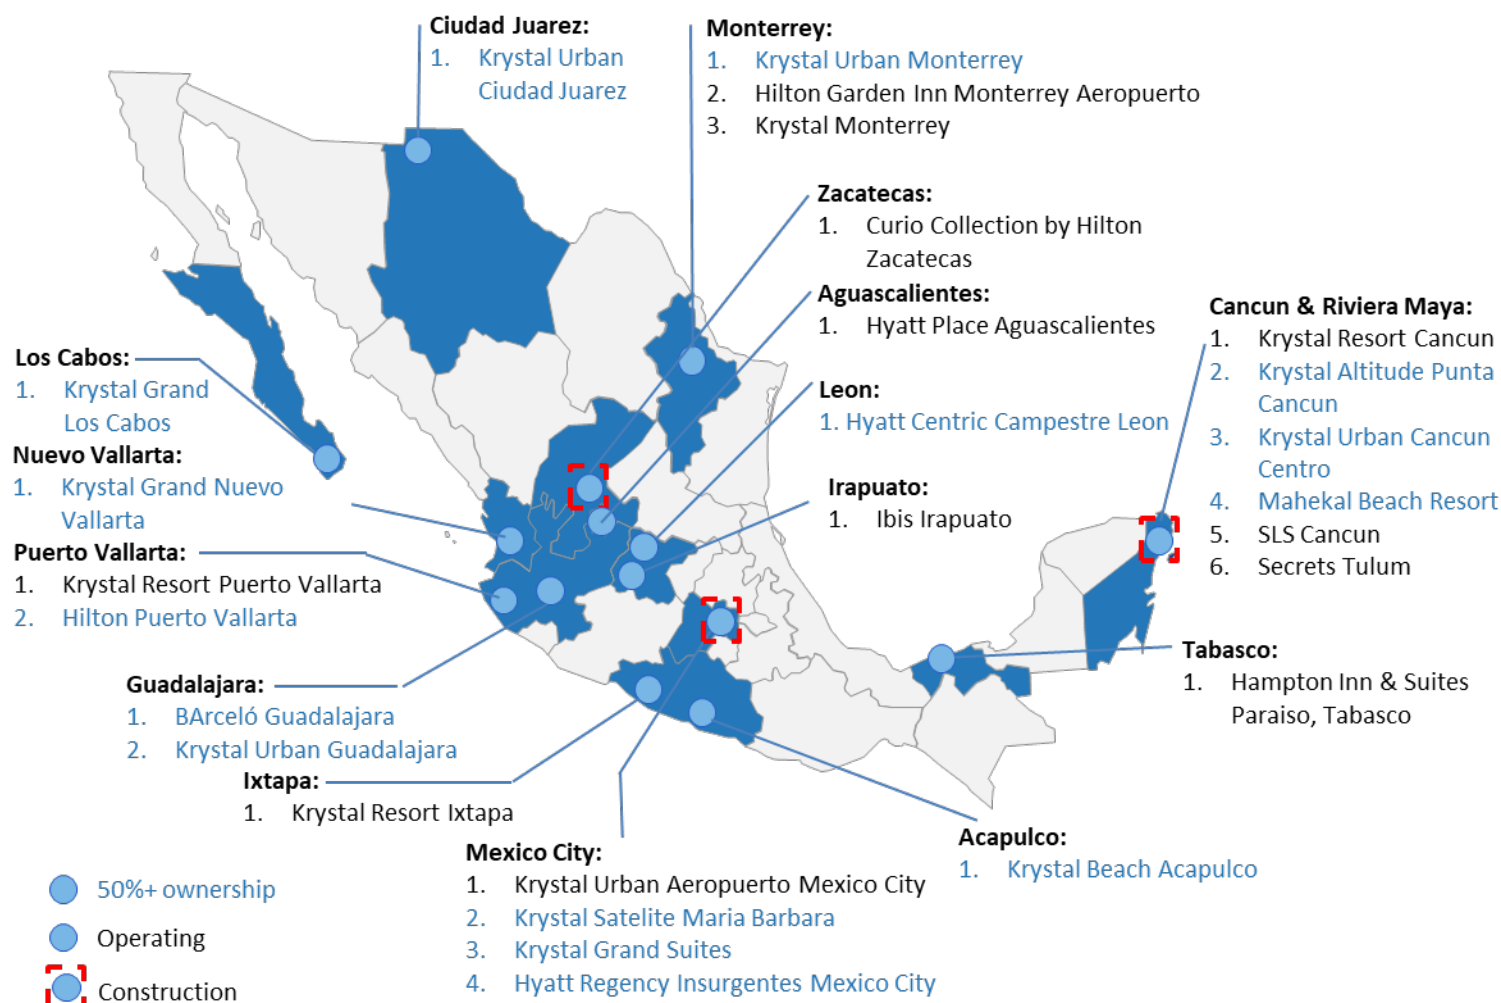 Ciudad Juarez:
1. Krystal Urban
Ciudad Juarez
Monterrey:
1. Krystal Urban Monterrey
2. Hilton Garden Inn Monterrey Aeropuerto
3. Krystal Monterrey
Zacatecas:
1. Curio Collection by Hilton
Zacatecas
Aguascalientes:
1. Hyatt Place Aguascalientes
Leon:
1. Hyatt Centric Campestre Leon
Irapuato:
1. Ibis Irapuato
Cancun & Riviera Maya:
1. Krystal Resort Cancun
2. Krystal Altitude Punta
Cancun
3. Krystal Urban Cancun
Centro
4. Mahekal Beach Resort
5. SLS Cancun
6. Secrets Tulum
Tabasco:
1. Hampton Inn & Suites
Paraiso, Tabasco
Los Cabos:
1. Krystal Grand
Los Cabos
Nuevo Vallarta:
1. Krystal Grand Nuevo
Vallarta
Puerto Vallarta:
1. Krystal Resort Puerto Vallarta
2. Hilton Puerto Vallarta
Guadalajara:
1. BArceló Guadalajara
2. Krystal Urban Guadalajara
Ixtapa:
1. Krystal Resort Ixtapa
Mexico City:
1. Krystal Urban Aeropuerto Mexico City
2. Krystal Satelite Maria Barbara
3. Krystal Grand Suites
4. Hyatt Regency Insurgentes Mexico City
Acapulco:
1. Krystal Beach Acapulco
50%+ ownership
Operating
Construction